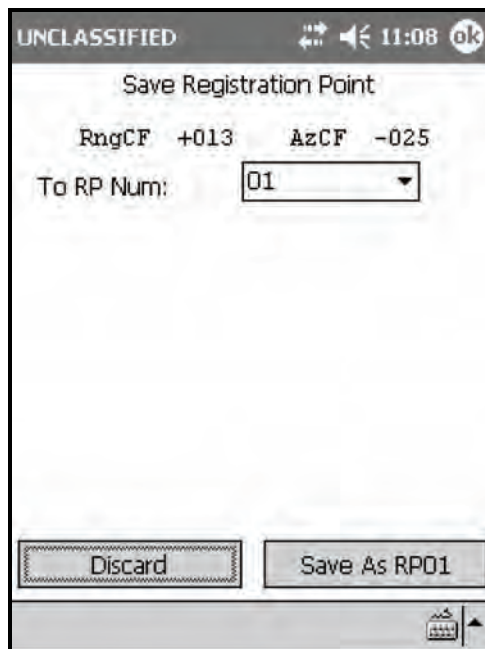 UNCLASSIFIED 11:08 ok
Save Registration Point
RngCF +013 AzCF -025
To RP Num: 01
Discard Save As RP01